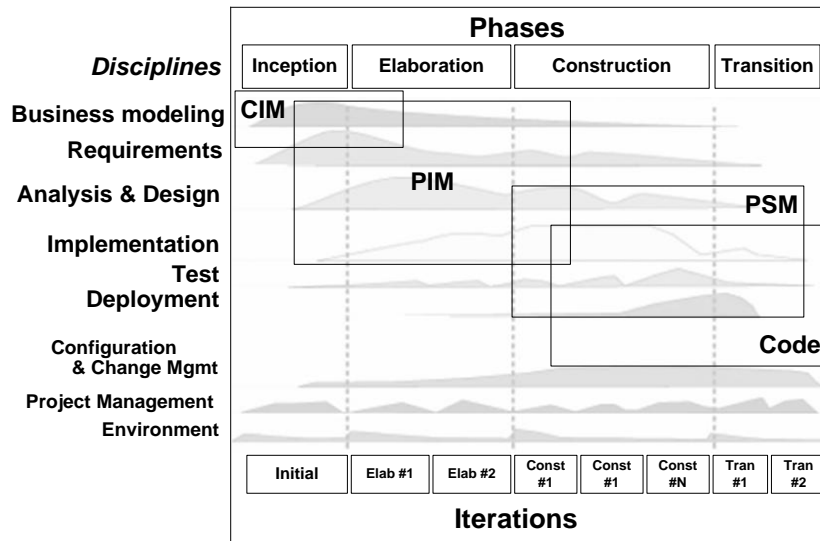 Phases
Disciplines
Inception
Elaboration
Construction
Transition
Business modeling
CIM
Requirements
PIM
Analysis & Design
PSM
Implementation
Test
Deployment
Code
Configuration
& Change Mgmt
Project Management
Environment
Initial
Elab #1
Elab #2
Const
#1
Const
#1
Const
#N
Tran
#1
Tran
#2
Iterations